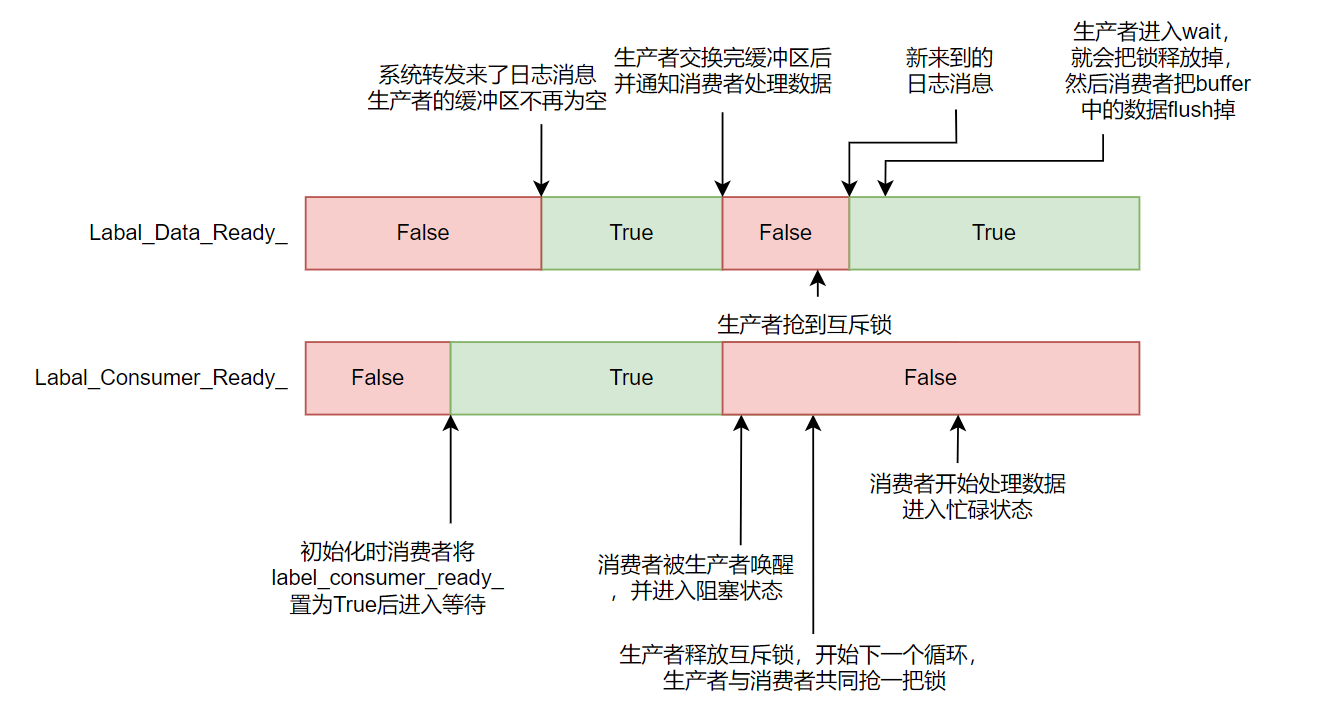 系统转发来了日志消息
生产者的缓冲区不再为空
生产者交换完缓冲区后
并通知消费者处理数据
新来到的
日志消息
生产者进入wait，
就会把锁释放掉，
然后消费者把buffer
中的数据flush掉
Labal_Data_Ready_
False
True
False
True
生产者抢到互斥锁
Labal_Consumer_Ready_
False
True
False
初始化时消费者将
label_consumer_ready_
置为True后进入等待
消费者被生产者唤醒
，并进入阻塞状态
消费者开始处理数据
进入忙碌状态
生产者释放互斥锁，开始下一个循环，
生产者与消费者共同抢一把锁